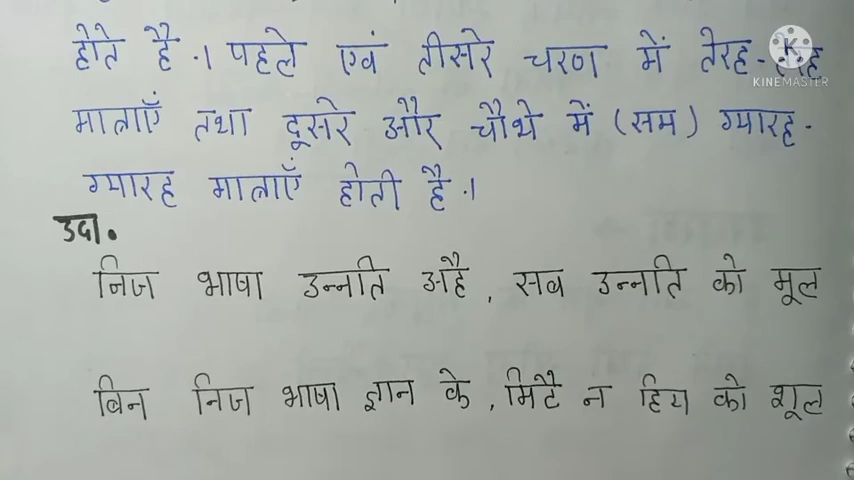 होते है । पहले एवं तीसरे चरण में तेरह-तेरह
मात्राएँ तथा दूसरे और चौथे में (सम) ग्यारह-
ग्यारह मात्राएँ होती है ।
उदा.
निज भाषा उन्नति अहै, सब उन्नति को मूल
बिन निज भाषा ज्ञान के, मिटै न हिय को शूल
K
KINEMASTER